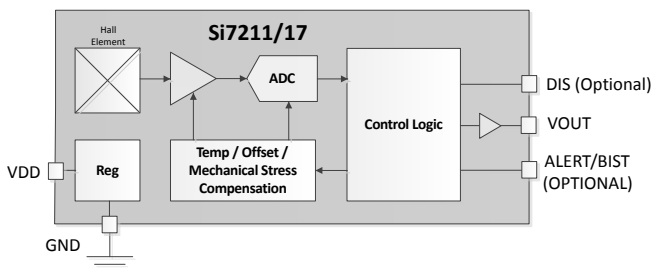 Si7211/17
Hall
Element
ADC
Control Logic
DIS (Optional)
VOUT
ALERT/BIST
(OPTIONAL)
Temp / Offset /
Mechanical Stress
Compensation
VDD
Reg
GND